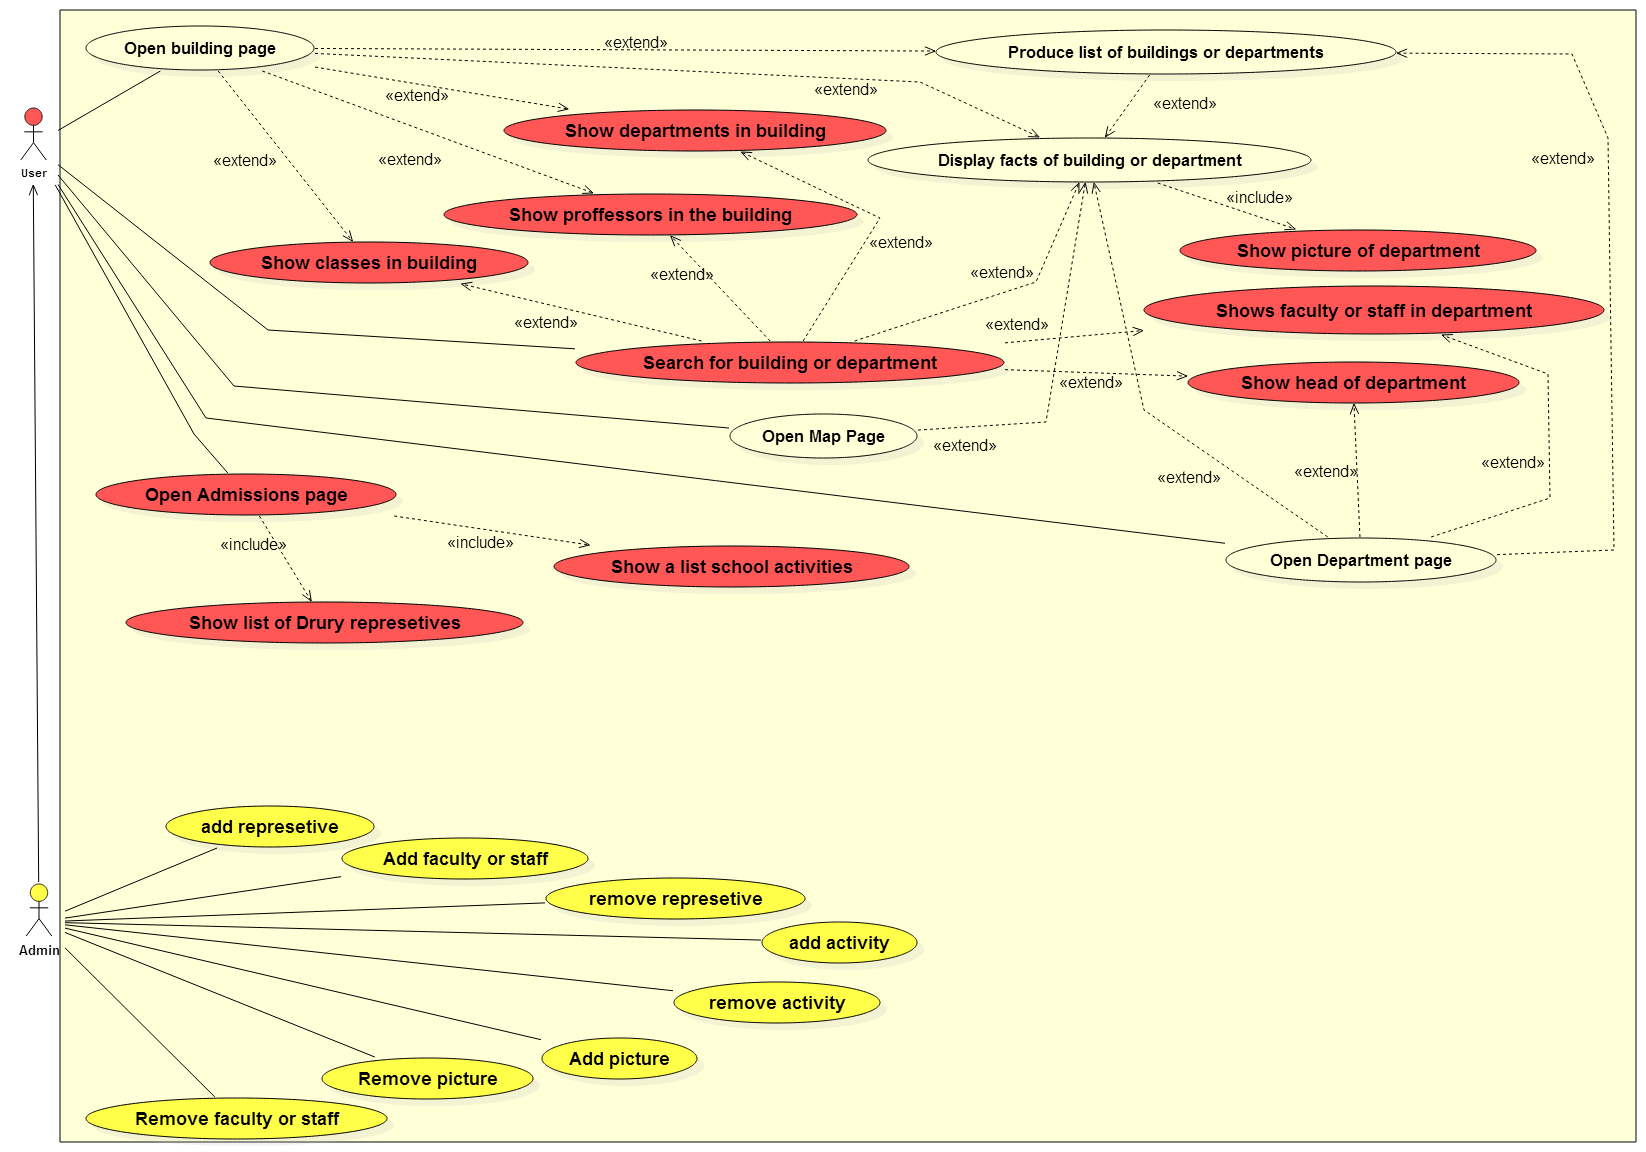 Open building page
«extend»
Produce list of buildings or departments
«extend»
«extend»
«extend»
Show departments in building
«extend»
«extend»
«extend»
Display facts of building or department
User
«include»
Show proffessors in the building
«extend»
Show picture of department
Show classes in building
«extend»
«extend»
«extend»
«extend»
Shows faculty or staff in department
Search for building or department
«extend»
Show head of department
Open Map Page
«extend»
«extend»
«extend»
«extend»
Open Admissions page
«include»
«include»
Show a list school activities
Open Department page
Show list of Drury represetives
add represetive
Add faculty or staff
remove represetive
add activity
Admin
remove activity
Add picture
Remove picture
Remove faculty or staff